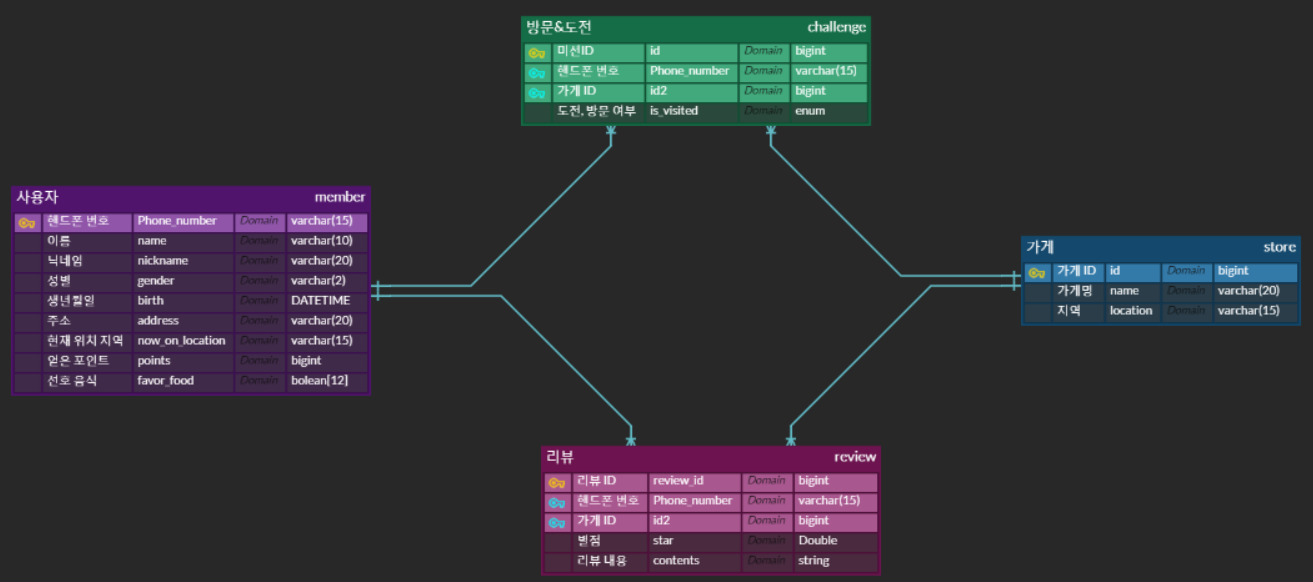 방문&도전 challenge
미션ID id Domain bigint
핸드폰 번호 Phone_number Domain varchar(15)
가게 ID id2 Domain bigint
도전, 방문 여부 is_visited Domain enum
사용자 member
핸드폰 번호 Phone_number Domain varchar(15)
이름 name Domain varchar(10)
닉네임 nickname Domain varchar(20)
성별 gender Domain varchar(2)
생년월일 birth Domain DATETIME
주소 address Domain varchar(20)
현재 위치 지역 now_on_location Domain varchar(15)
얻은 포인트 points Domain bigint
선호 음식 favor_food Domain bolean[12]
가게 store
가게 ID id Domain bigint
가게명 name Domain varchar(20)
지역 location Domain varchar(15)
리뷰 review
리뷰 ID review_id Domain bigint
핸드폰 번호 Phone_number Domain varchar(15)
가게 ID id2 Domain bigint
별점 star Domain Double
리뷰 내용 contents Domain string